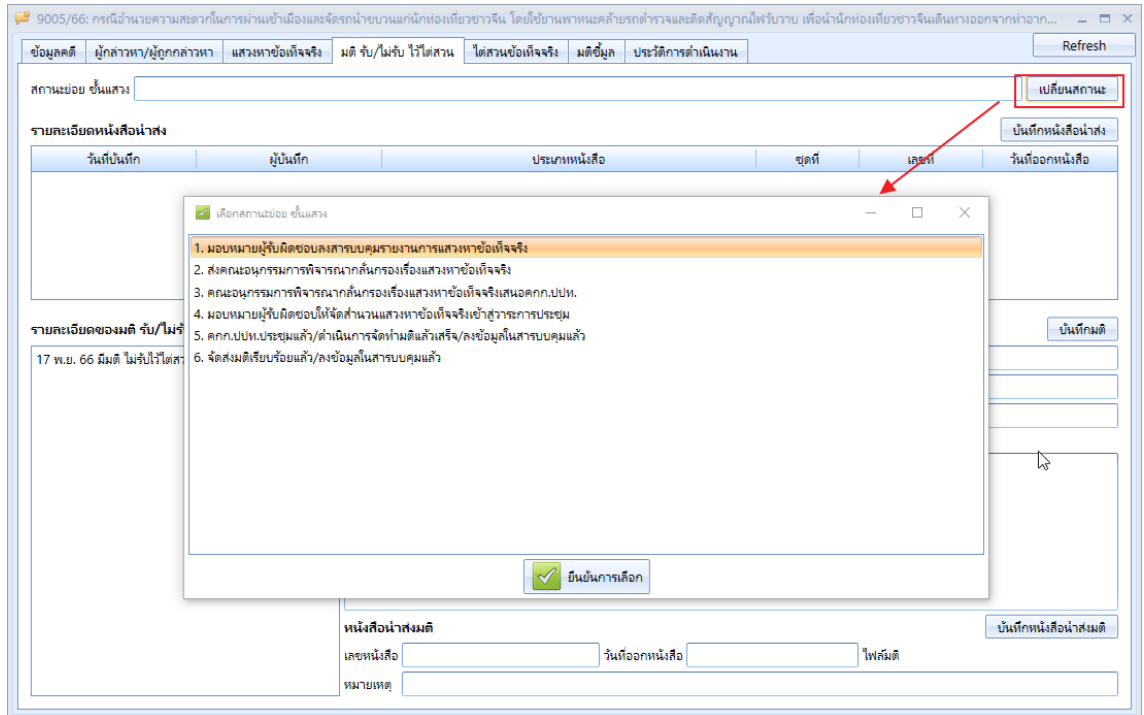 9005/66: กรณีอำนวยความสะดวกในการผ่านเข้าเมืองและจัดรถนำขบวนแก่นักท่องเที่ยวชาวจีน โดยใช้ยานพาหนะคล้ายรถตำรวจและติดสัญญาณไฟวับวาบ เพื่อนำนักท่องเที่ยวชาวจีนเดินทางออกจากท่าอาก...
ข้อมูลคดี ผู้กล่าวหา/ผู้ถูกกล่าวหา แสวงหาข้อเท็จจริง มติ รับ/ไม่รับ ไว้ไต่สวน ไต่สวนข้อเท็จจริง มติชี้มูล ประวัติการดำเนินงาน Refresh
สถานะย่อย ชั้นแสวง เปลี่ยนสถานะ
รายละเอียดหนังสือนำส่ง บันทึกหนังสือนำส่ง
วันที่บันทึก ผู้บันทึก ประเภทหนังสือ ชุดที่ เลขที่ วันที่ออกหนังสือ
เลือกสถานะย่อย ชั้นแสวง
1. มอบหมายผู้รับผิดชอบลงสารบบคุมรายงานการแสวงหาข้อเท็จจริง
2. ส่งคณะอนุกรรมการพิจารณากลั่นกรองเรื่องแสวงหาข้อเท็จจริง
3. คณะอนุกรรมการพิจารณากลั่นกรองเรื่องแสวงหาข้อเท็จจริงเสนอคกก.ปปท.
4. มอบหมายผู้รับผิดชอบให้จัดสำนวนแสวงหาข้อเท็จจริงเข้าสู่วาระการประชุม
5. คกก.ปปท.ประชุมแล้ว/ดำเนินการจัดทำมติแล้วเสร็จ/ลงข้อมูลในสารบบคุมแล้ว
6. จัดส่งมติเรียบร้อยแล้ว/ลงข้อมูลในสารบบคุมแล้ว
ยืนยันการเลือก
รายละเอียดของมติ รับ/ไม่รั บันทึกมติ
17 พ.ย. 66 มีมติ ไม่รับไว้ไต่สว
หนังสือนำส่งมติ บันทึกหนังสือนำส่งมติ
เลขหนังสือ วันที่ออกหนังสือ ไฟล์มติ
หมายเหตุ